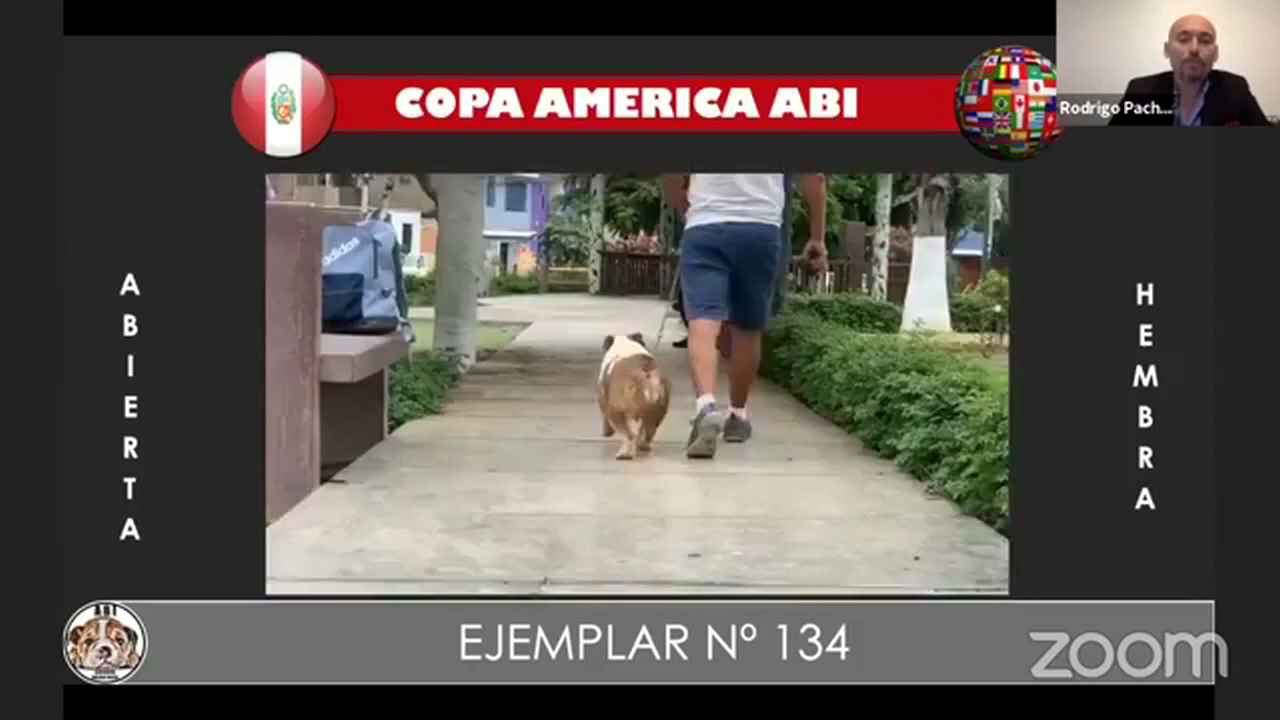 COPA AMERICA ABI
Rodrigo Pach...
adidas
ABIERTA
HEMBRA
ABI
EJEMPLAR Nº 134
zoom